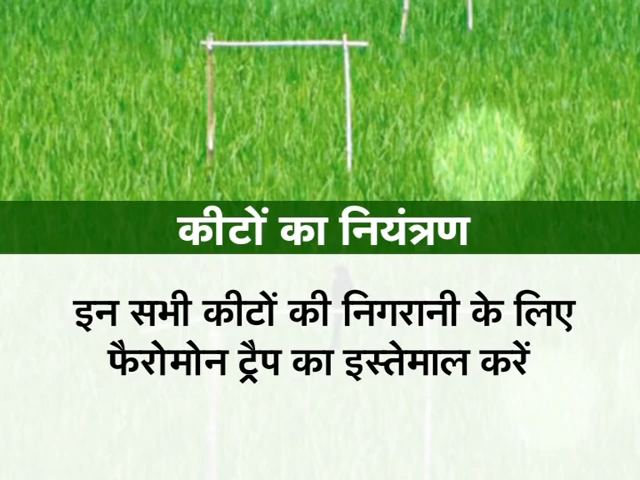 कीटों का नियंत्रण
इन सभी कीटों की निगरानी के लिए
फैरोमोन ट्रैप का इस्तेमाल करें